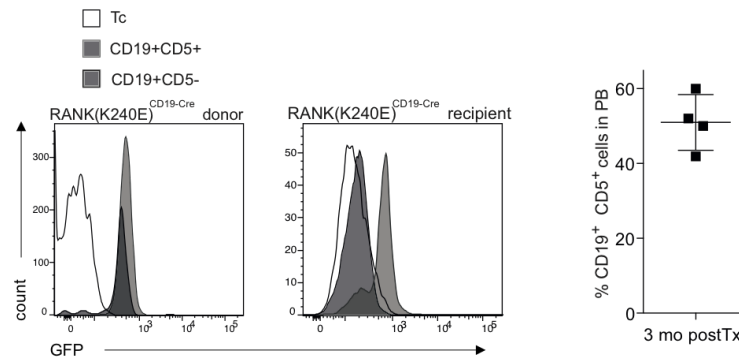 Tc
CD19+CD5+
CD19+CD5-
RANK(K240E)^CD19-Cre donor
RANK(K240E)^CD19-Cre recipient
300
200
100
0
count
0 10³ 10⁴ 10⁵
GFP
50
40
30
20
10
0
0 10³ 10⁴ 10⁵
% CD19⁺ CD5⁺ cells in PB
60
40
20
0
3 mo postTx